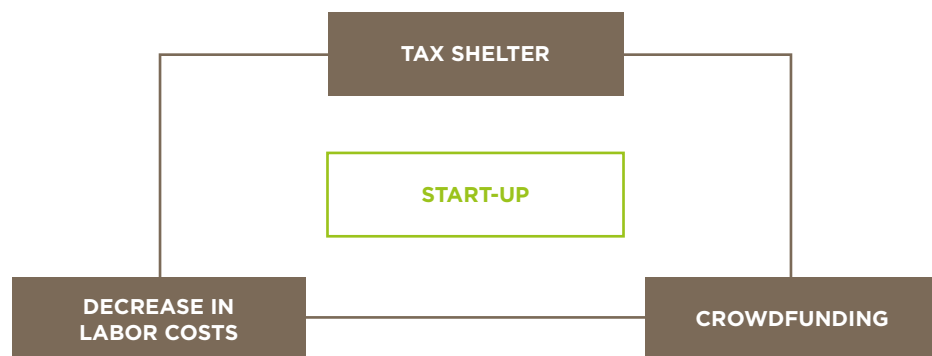 TAX SHELTER
START-UP
DECREASE IN
LABOR COSTS
CROWDFUNDING